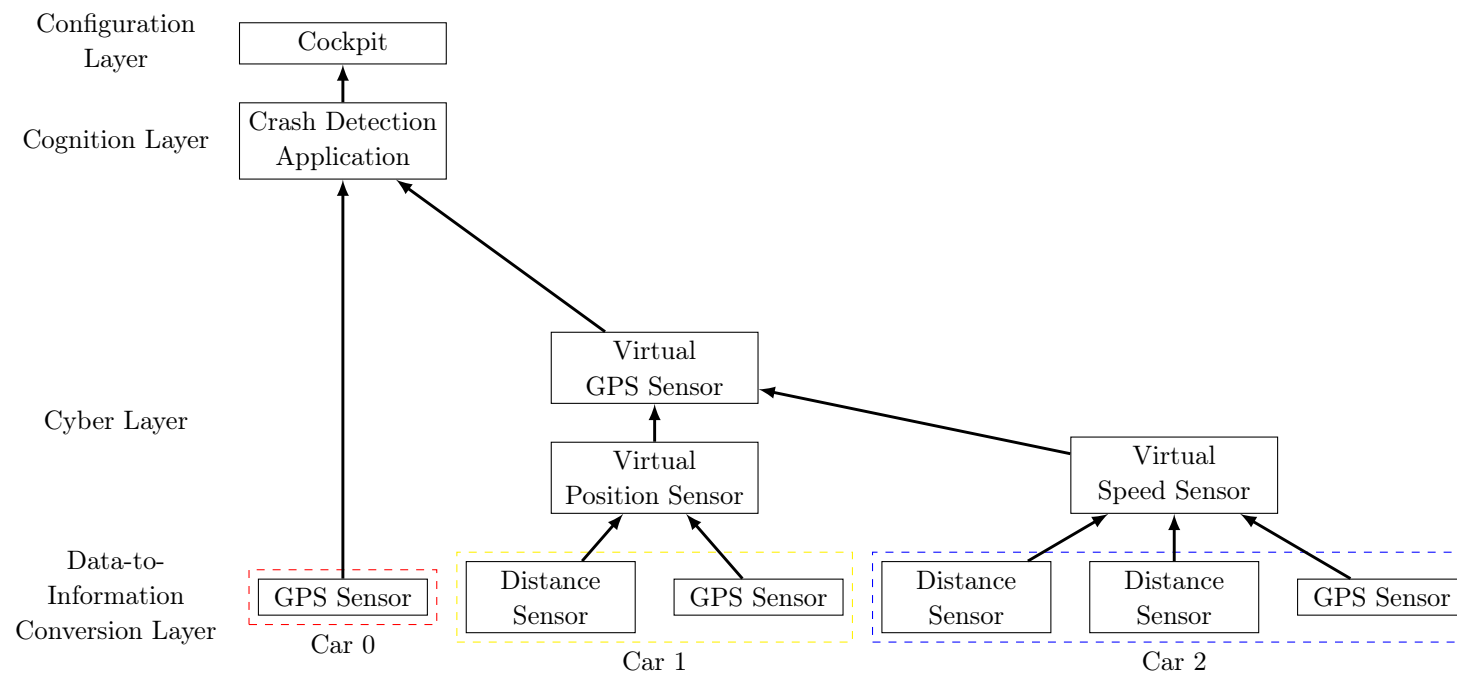 Configuration
Layer
Cockpit
Cognition Layer
Crash Detection
Application
Cyber Layer
Virtual
GPS Sensor
Virtual
Position Sensor
Virtual
Speed Sensor
Data-to-
Information
Conversion Layer
GPS Sensor
Car 0
Distance
Sensor
GPS Sensor
Car 1
Distance
Sensor
Distance
Sensor
GPS Sensor
Car 2